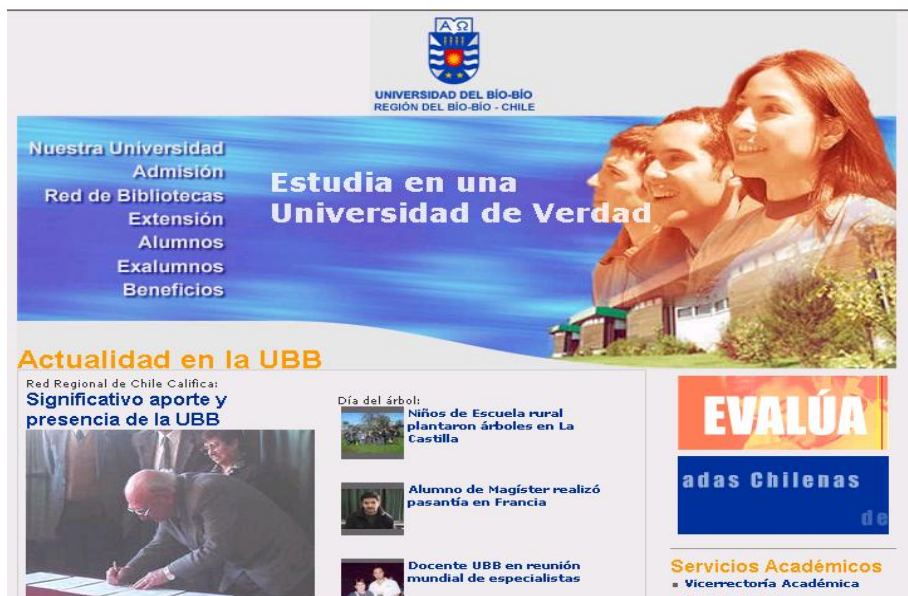 ΑΩ
UNIVERSIDAD DEL BÍO-BÍO
REGIÓN DEL BÍO-BÍO - CHILE
Nuestra Universidad
Admisión
Red de Bibliotecas
Extensión
Alumnos
Exalumnos
Beneficios
Estudia en una
Universidad de Verdad
Actualidad en la UBB
Red Regional de Chile Califica:
Significativo aporte y
presencia de la UBB
Día del árbol:
Niños de Escuela rural
plantaron árboles en La
Castilla
Alumno de Magíster realizó
pasantía en Francia
Docente UBB en reunión
mundial de especialistas
EVALÚA
adas Chilenas
de
Servicios Académicos
Vicerrectoría Académica